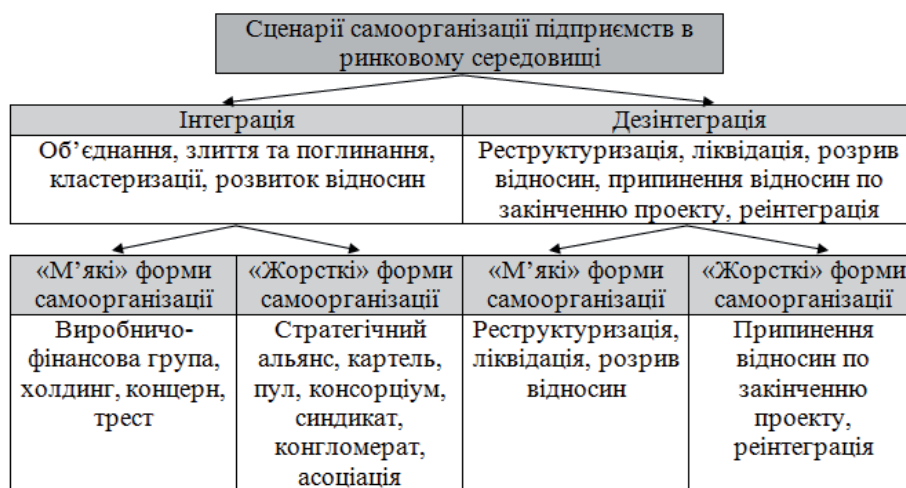 Сценарії самоорганізації підприємств в
ринковому середовищі
Інтеграція
Об’єднання, злиття та поглинання,
кластеризації, розвиток відносин
Дезінтеграція
Реструктуризація, ліквідація, розрив
відносин, припинення відносин по
закінченню проекту, реінтеграція
«М’які» форми
самоорганізації
Виробничо-
фінансова група,
холдинг, концерн,
трест
«Жорсткі» форми
самоорганізації
Стратегічний
альянс, картель,
пул, консорціум,
синдикат,
конгломерат,
асоціація
«М’які» форми
самоорганізації
Реструктуризація,
ліквідація, розрив
відносин
«Жорсткі» форми
самоорганізації
Припинення
відносин по
закінченню
проекту,
реінтеграція